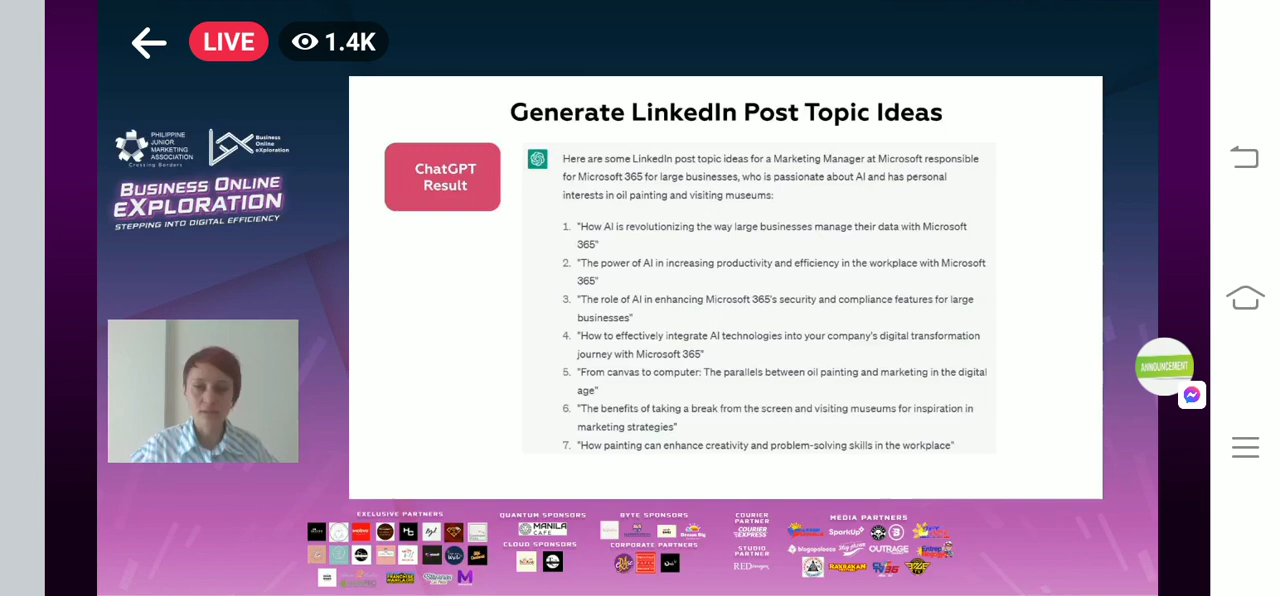 LIVE
1.4K
PHILIPPINE
JUNIOR
MARKETING
ASSOCIATION
Crossing Borders
Business
Online
eXploration
BUSINESS ONLINE
EXPLORATION
STEPPING INTO DIGITAL EFFICIENCY
Generate LinkedIn Post Topic Ideas
ChatGPT
Result
Here are some LinkedIn post topic ideas for a Marketing Manager at Microsoft responsible
for Microsoft 365 for large businesses, who is passionate about AI and has personal
interests in oil painting and visiting museums:
1. "How AI is revolutionizing the way large businesses manage their data with Microsoft
365"
2. "The power of AI in increasing productivity and efficiency in the workplace with Microsoft
365"
3. "The role of AI in enhancing Microsoft 365's security and compliance features for large
businesses"
4. "How to effectively integrate AI technologies into your company's digital transformation
journey with Microsoft 365"
5. "From canvas to computer: The parallels between oil painting and marketing in the digital
age"
6. "The benefits of taking a break from the screen and visiting museums for inspiration in
marketing strategies"
7. "How painting can enhance creativity and problem-solving skills in the workplace"
ANNOUNCEMENT
EXCLUSIVE PARTNERS
QUANTUM SPONSORS
MANILA
CAFE
CLOUD SPONSORS
BYTE SPONSORS
CORPORATE PARTNERS
COURIER
PARTNER
COURIER
EXPRESS
STUDIO
PARTNER
REDimages
MEDIA PARTNERS
SparkUp
blogapalooza
OUTRAGE
RAKRAKAN